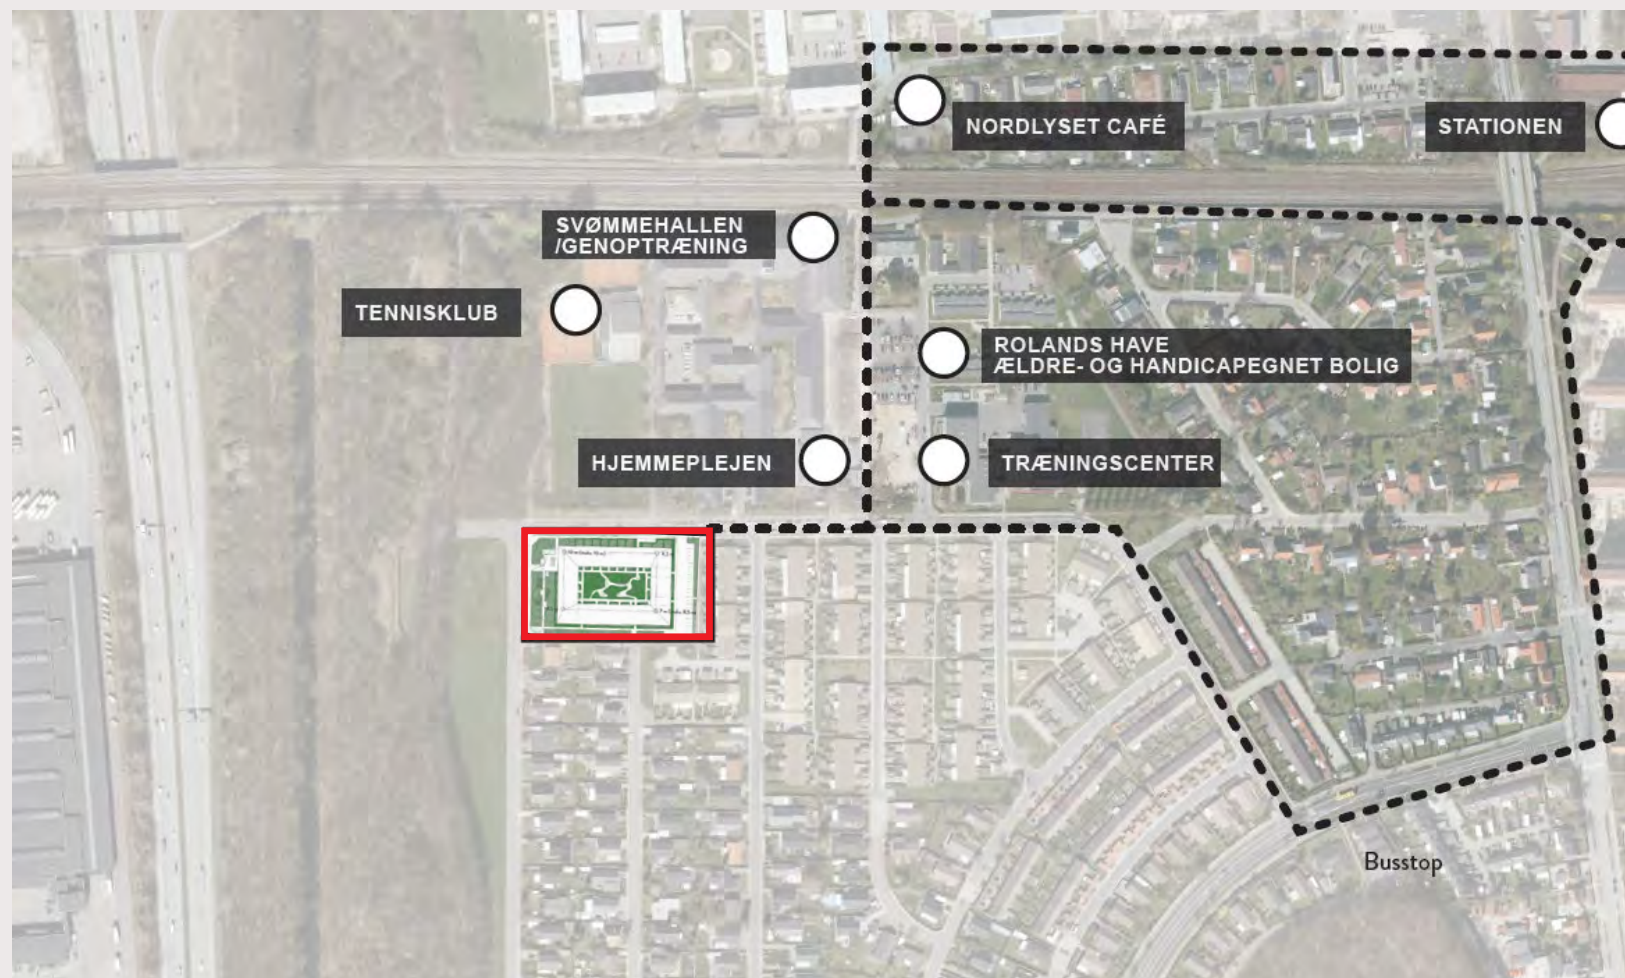 NORDLYSET CAFÉ
STATIONEN
SVØMMEHALLEN
/GENOPTRÆNING
TENNISKLUB
ROLANDS HAVE
ÆLDRE- OG HANDICAPEGNET BOLIG
HJEMMEPLEJEN
TRÆNINGSCENTER
Busstop